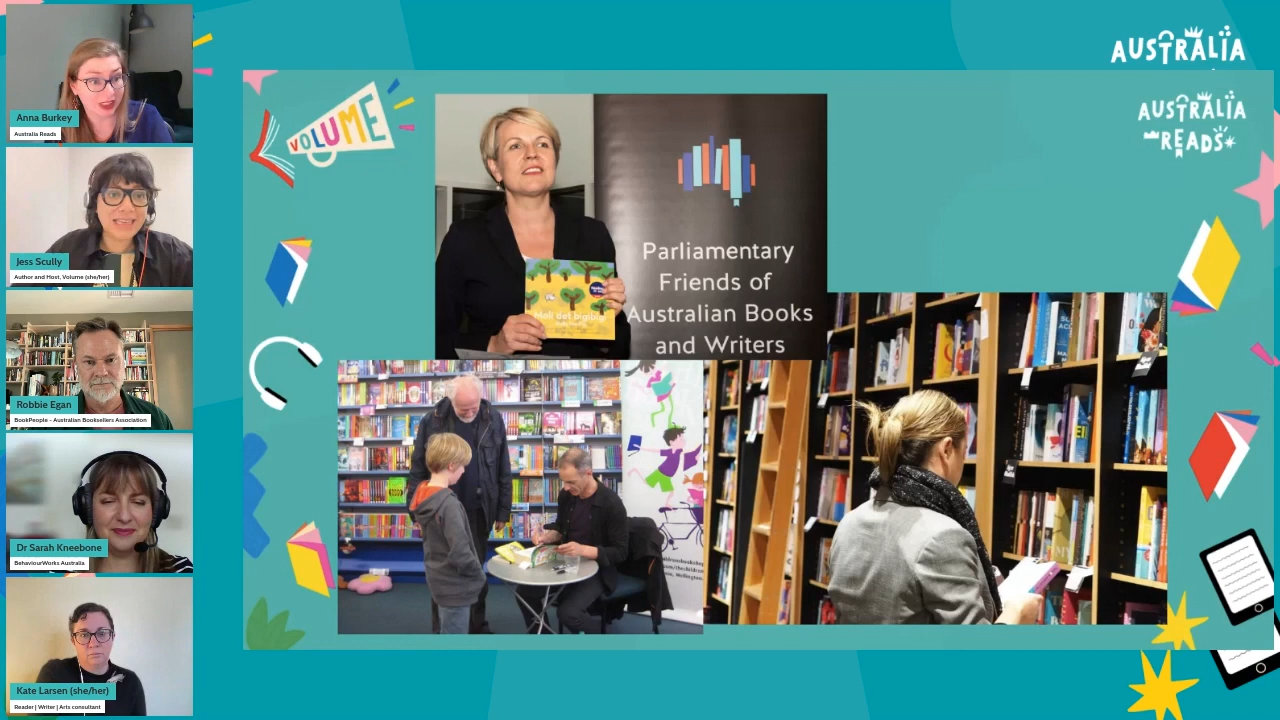 Anna Burkey
Australia Reads
Jess Scully
Author and Host, Volume (she/her)
Robbie Egan
BookPeople - Australian Booksellers Association
Dr Sarah Kneebone
BehaviourWorks Australia
Kate Larsen (she/her)
Reader | Writer | Arts consultant
VOLUME
Parliamentary
Friends of
Australian Books
and Writers
AUSTRALIA
AUSTRALIA
READS